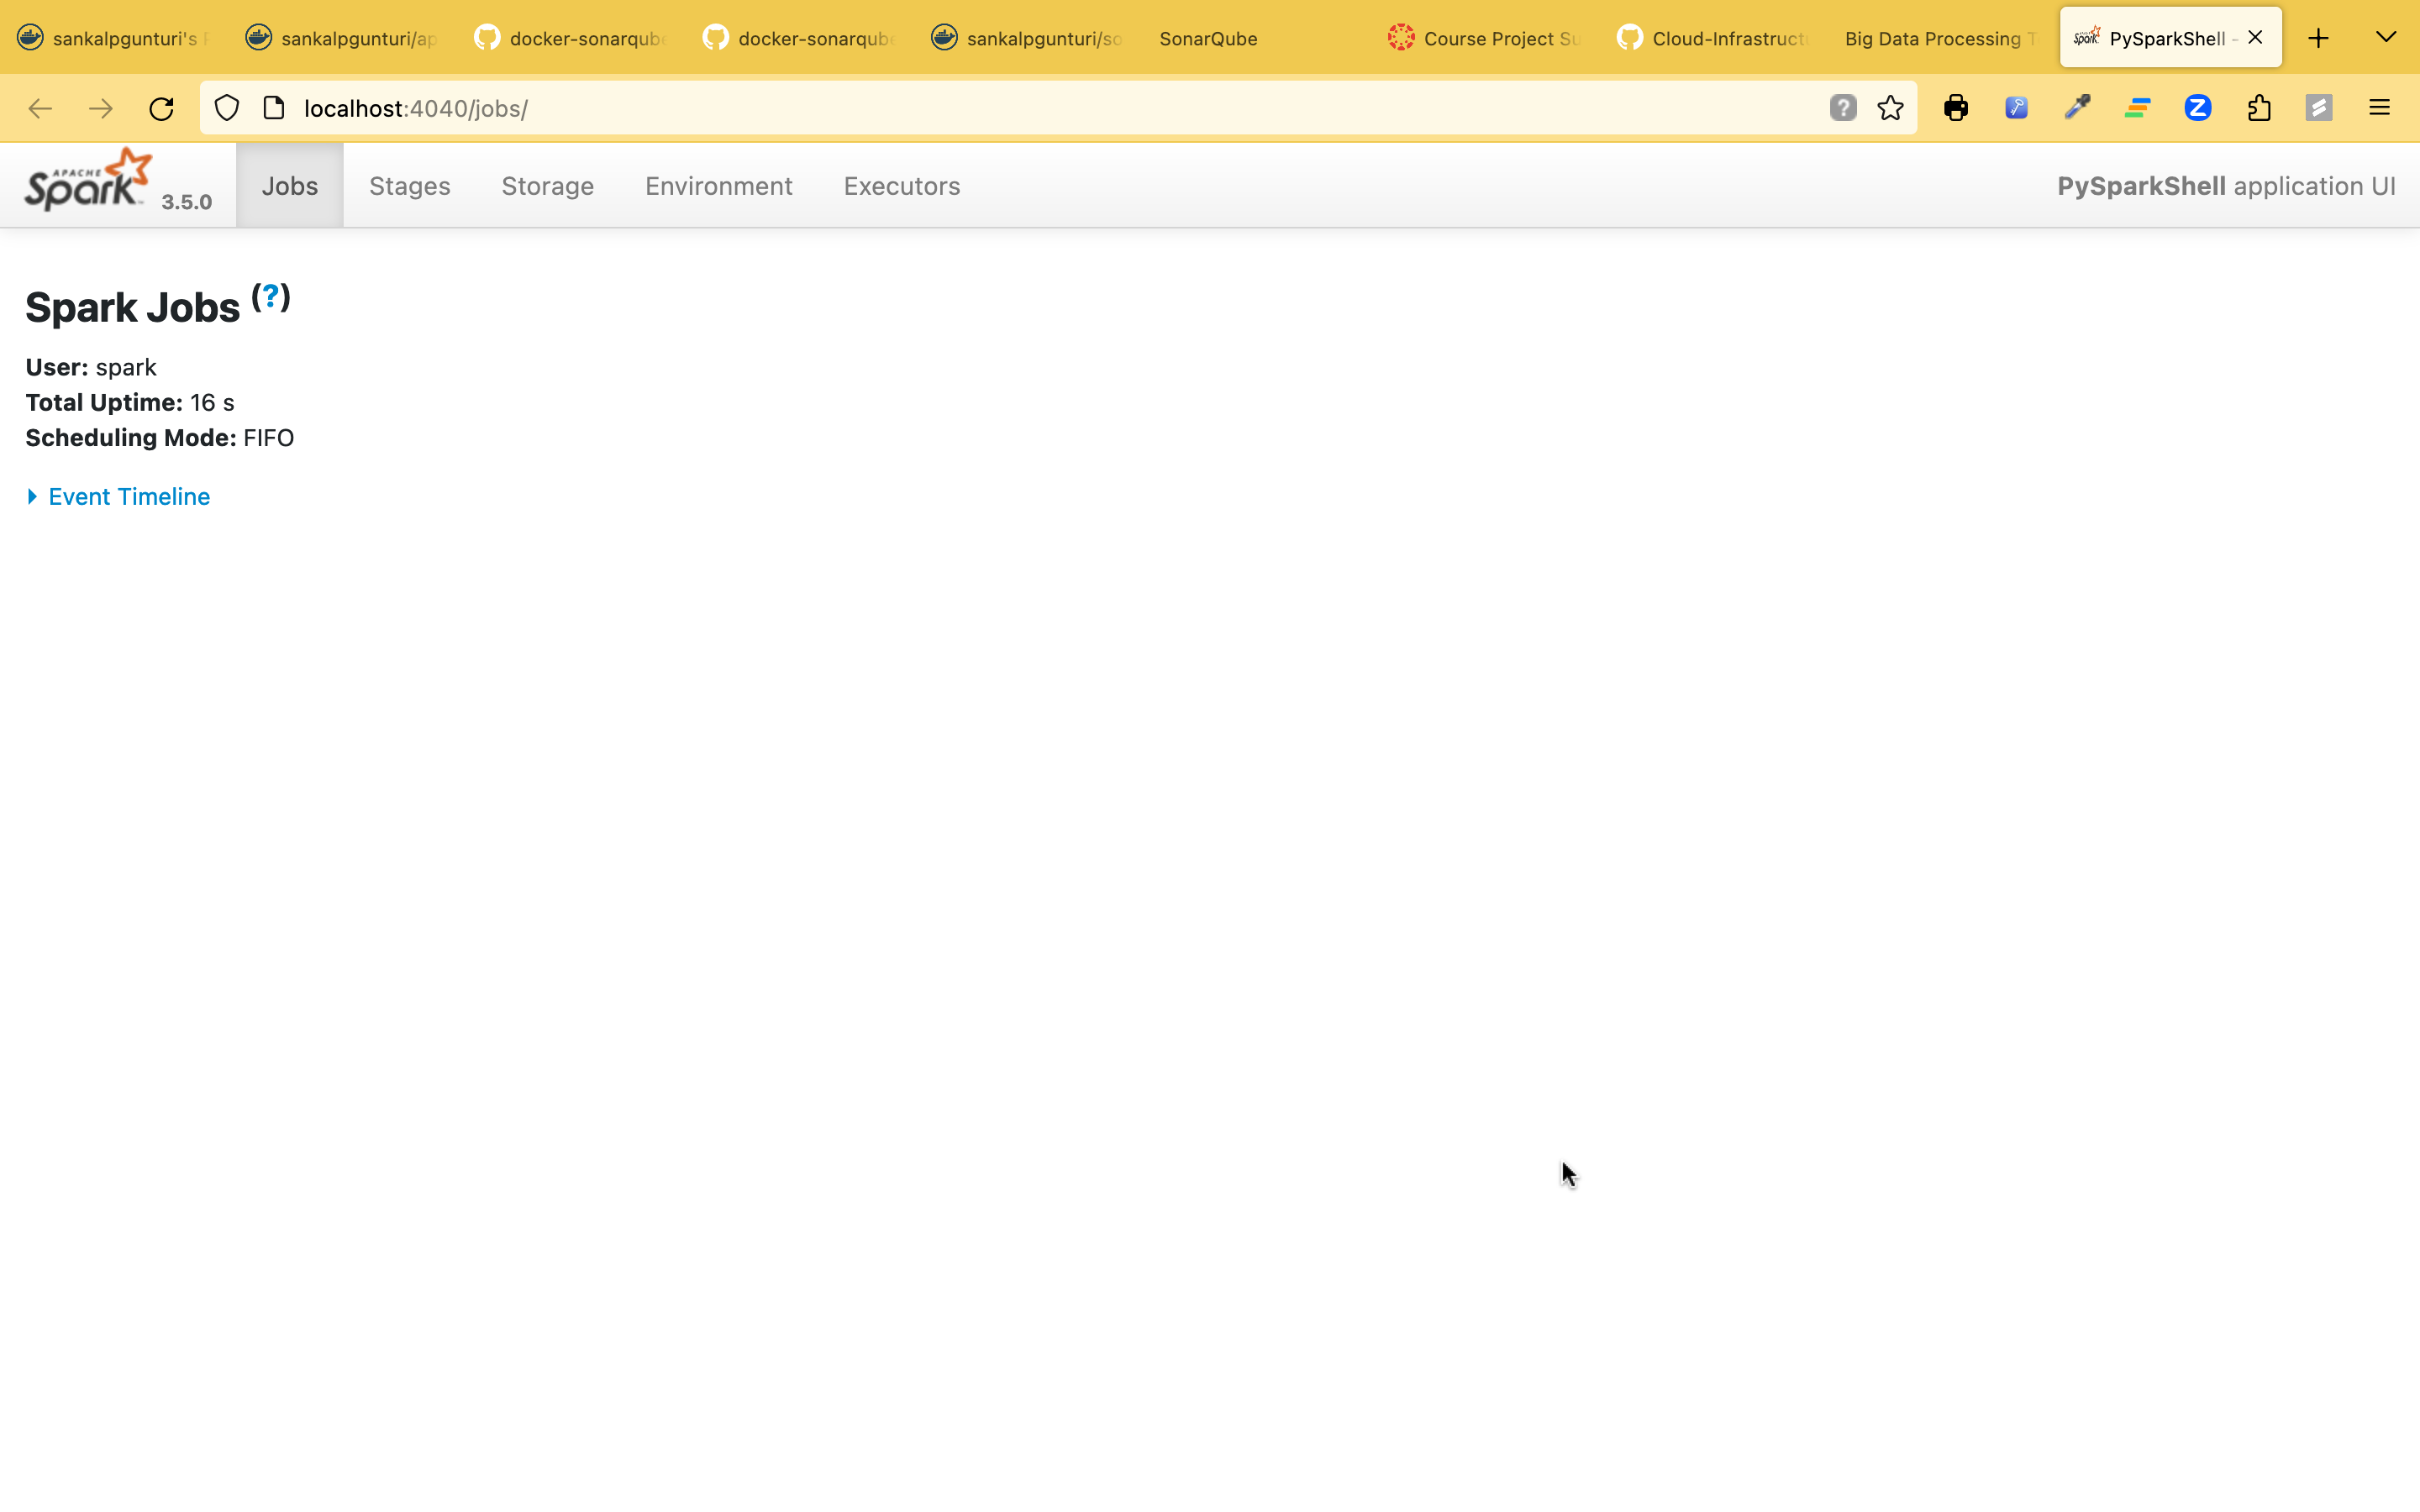 sankalpgunturi's
sankalpgunturi/ap
docker-sonarqube
docker-sonarqube
sankalpgunturi/so
SonarQube
Course Project Su
Cloud-Infrastruct
Big Data Processing T
PySparkShell -
localhost:4040/jobs/
APACHE
Spark 3.5.0
Jobs
Stages
Storage
Environment
Executors
PySparkShell application UI
Spark Jobs (?)
User: spark
Total Uptime: 16 s
Scheduling Mode: FIFO
Event Timeline